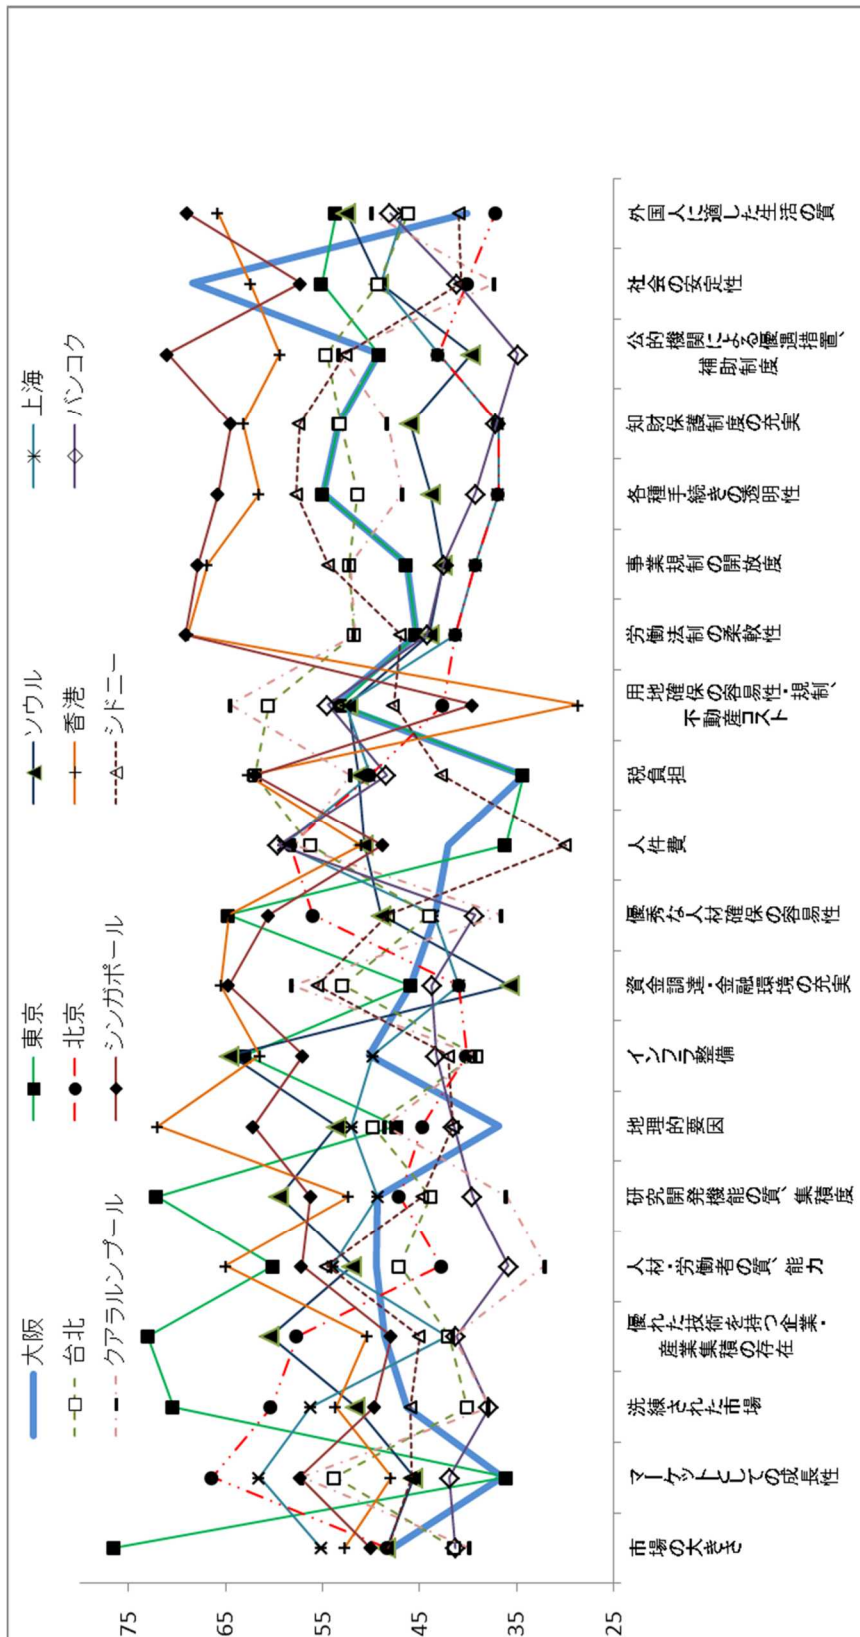 大阪
東京
ソウル
上海
台北
北京
香港
バンコク
クアラルンプール
シンガポール
シドニー
75
65
55
45
35
25
市場の大きさ
マーケットとしての成長性
洗練された市場
優れた技術を持つ企業・
産業集積の存在
人材・労働者の質、能力
研究開発機能の質、集積度
地理的要因
インフラ整備
資金調達・金融環境の充実
優秀な人材確保の容易性
人件費
税負担
用地確保の容易性・規制、
不動産コスト
労働法制の柔軟性
事業規制の開放度
各種手続きの透明性
知財保護制度の充実
公的機関による優遇措置、
補助制度
社会の安定性
外国人に適した生活の質